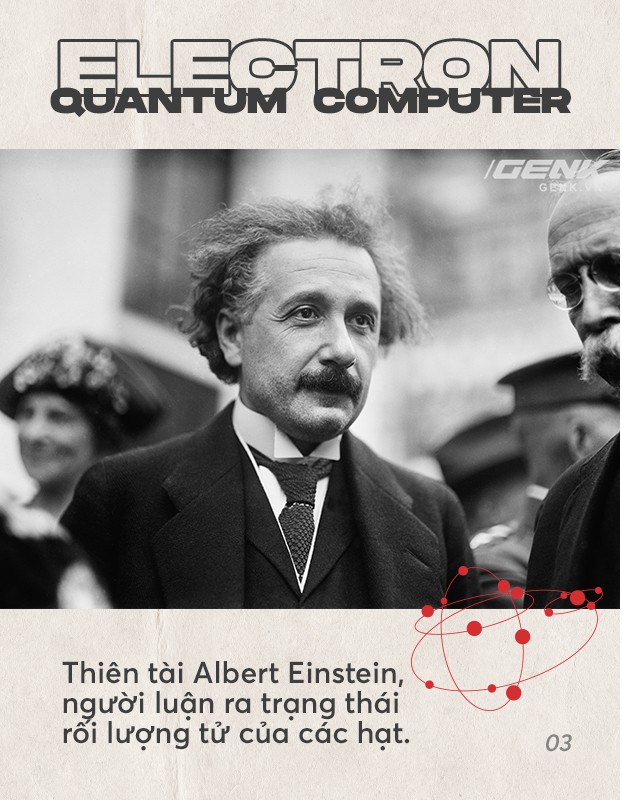 ELECTRON
QUANTUM COMPUTER
/GENK
GENK.VN
Thiên tài Albert Einstein,
người luận ra trạng thái
rối lượng tử của các hạt.
03